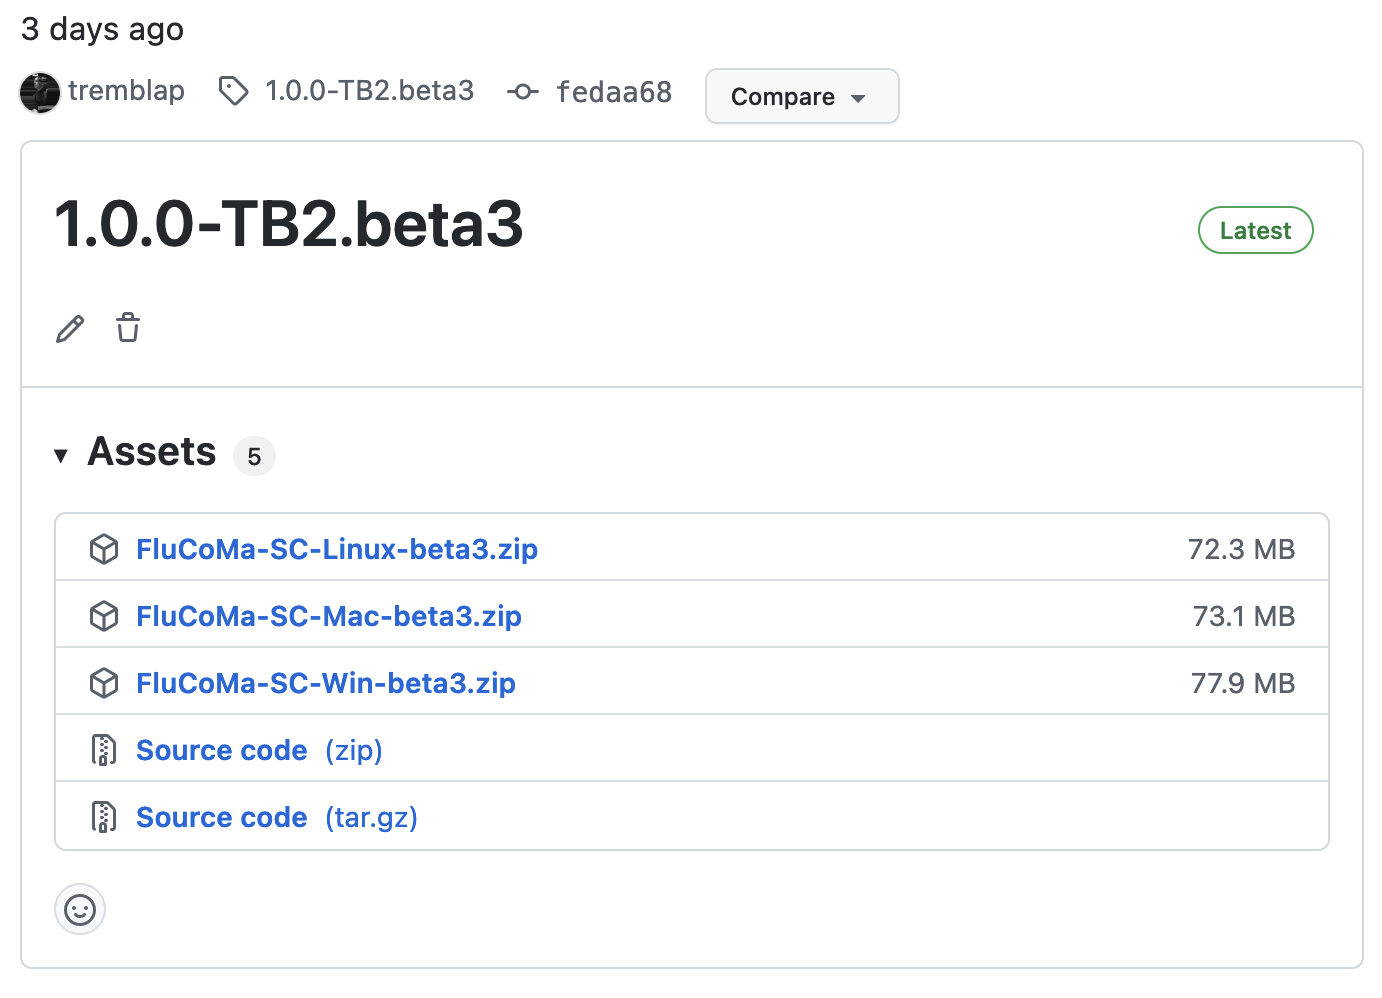 3 days ago
tremblap 1.0.0-TB2.beta3 fedaa68 Compare
1.0.0-TB2.beta3 Latest
Assets 5
FluCoMa-SC-Linux-beta3.zip 72.3 MB
FluCoMa-SC-Mac-beta3.zip 73.1 MB
FluCoMa-SC-Win-beta3.zip 77.9 MB
Source code (zip)
Source code (tar.gz)